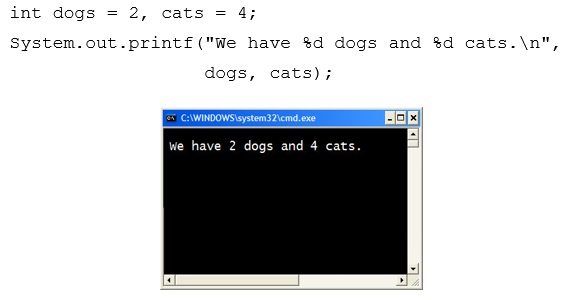 int dogs = 2, cats = 4;
System.out.printf("We have %d dogs and %d cats.\n",
dogs, cats);
C:\WINDOWS\system32\cmd.exe
We have 2 dogs and 4 cats.